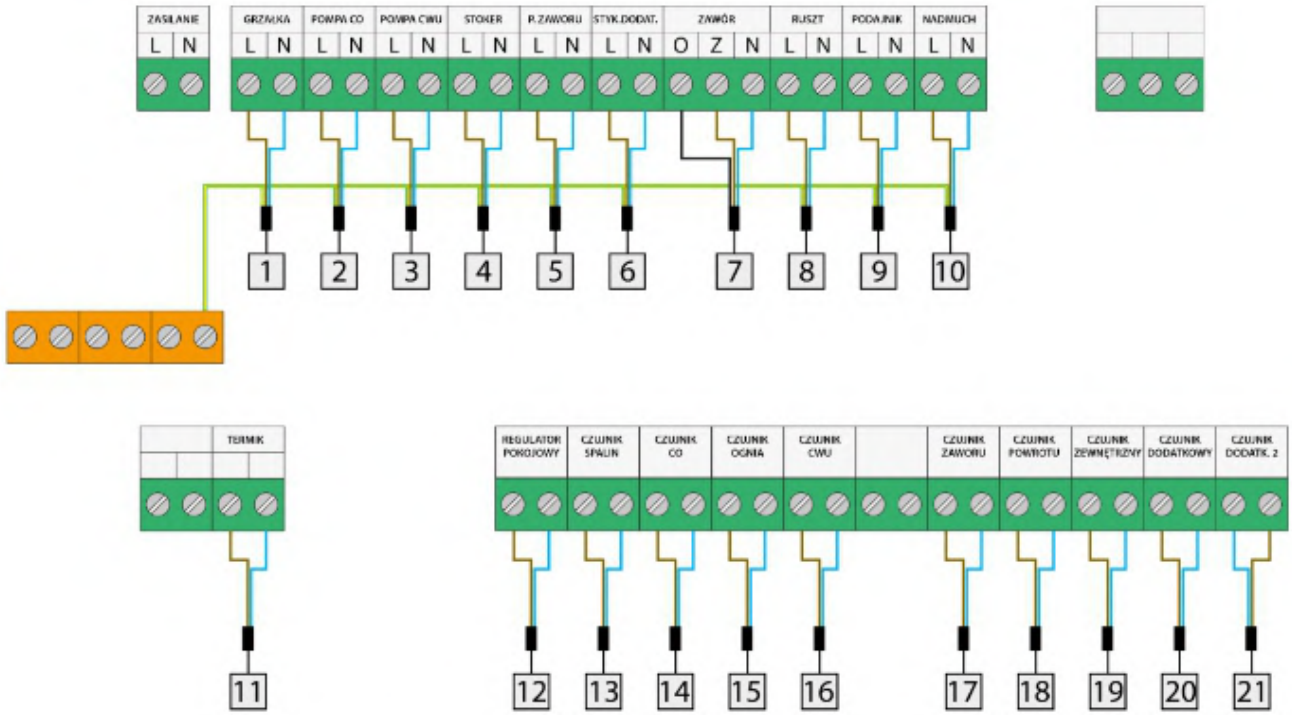 ZASILANIE GRZAŁKA POMPA CO POMPA CWU STOKER P.ZAWORU STYK.DODAT. ZAWÓR RUSZT PODAJNIK NADMUCH
L N L N L N L N L N L N L N O Z N L N L N L N
1 2 3 4 5 6 7 8 9 10
TERMIK
REGULATOR CZUJNIK CZUJNIK CZUJNIK CZUJNIK CZUJNIK CZUJNIK CZUJNIK CZUJNIK CZUJNIK
POKOJOWY SPALIN CO OGNIA CWU ZAWORU POWROTU ZEWNĘTRZNY DODATKOWY DODATK. 2
11 12 13 14 15 16 17 18 19 20 21